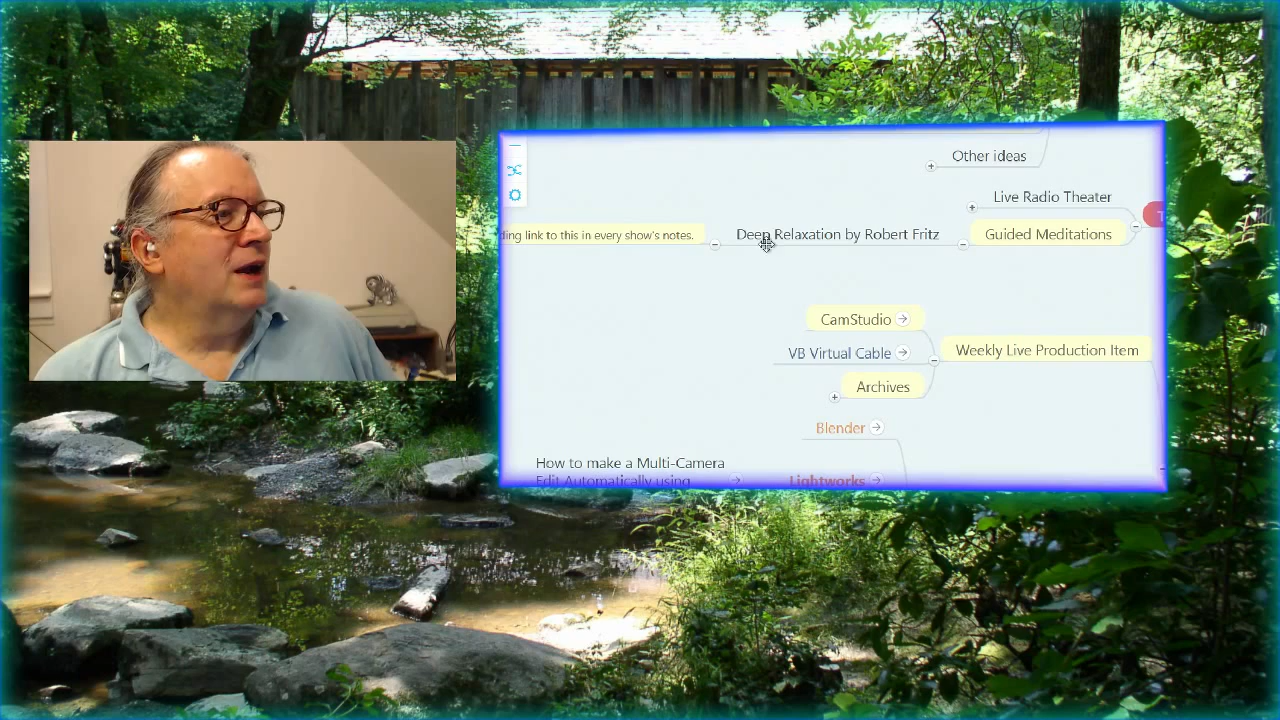 Other ideas
Live Radio Theater
link to this in every show's notes.
Deep Relaxation by Robert Fritz
Guided Meditations
CamStudio
VB Virtual Cable
Weekly Live Production Item
Archives
Blender
How to make a Multi-Camera
Edit Automatically using
Lightworks